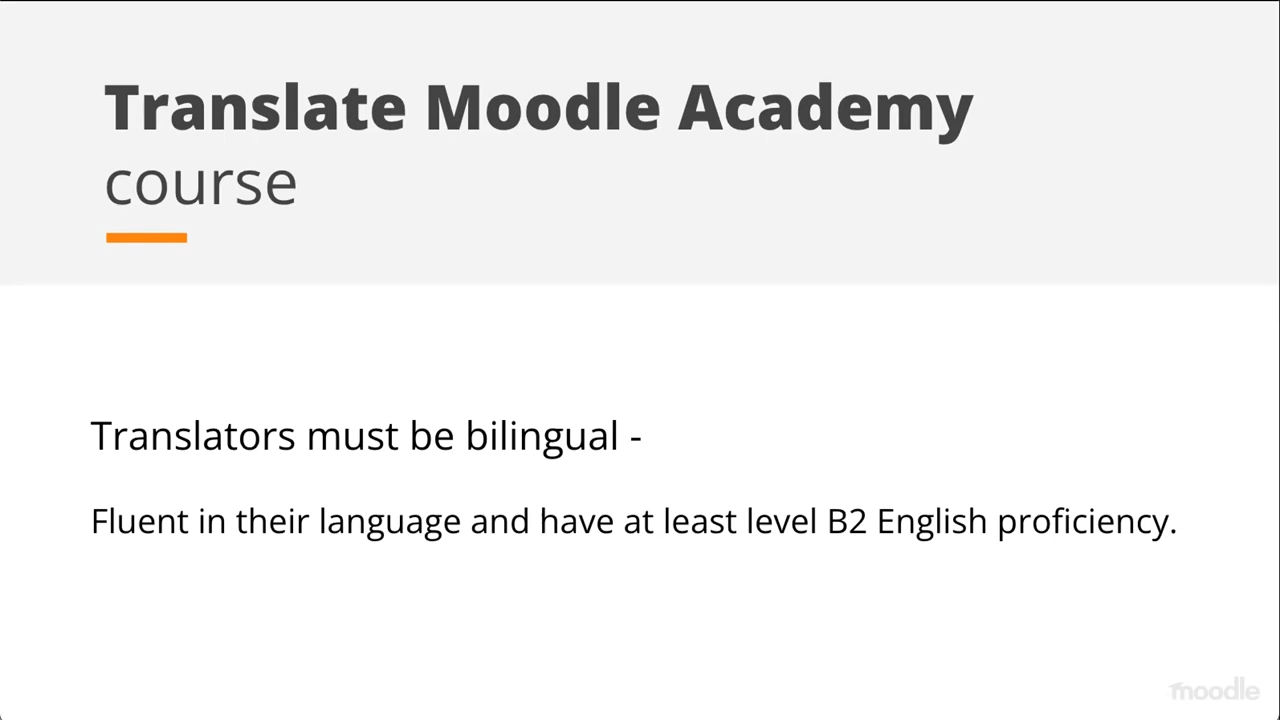 Translate Moodle Academy
course
Translators must be bilingual -
Fluent in their language and have at least level B2 English proficiency.
moodle